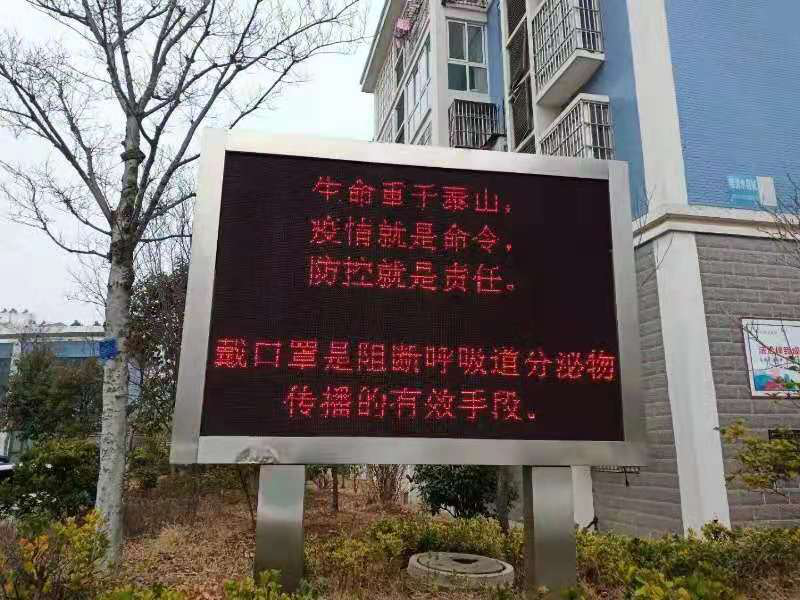 生命重于泰山，
疫情就是命令，
防控就是责任。
戴口罩是阻断呼吸道分泌物
传播的有效手段。